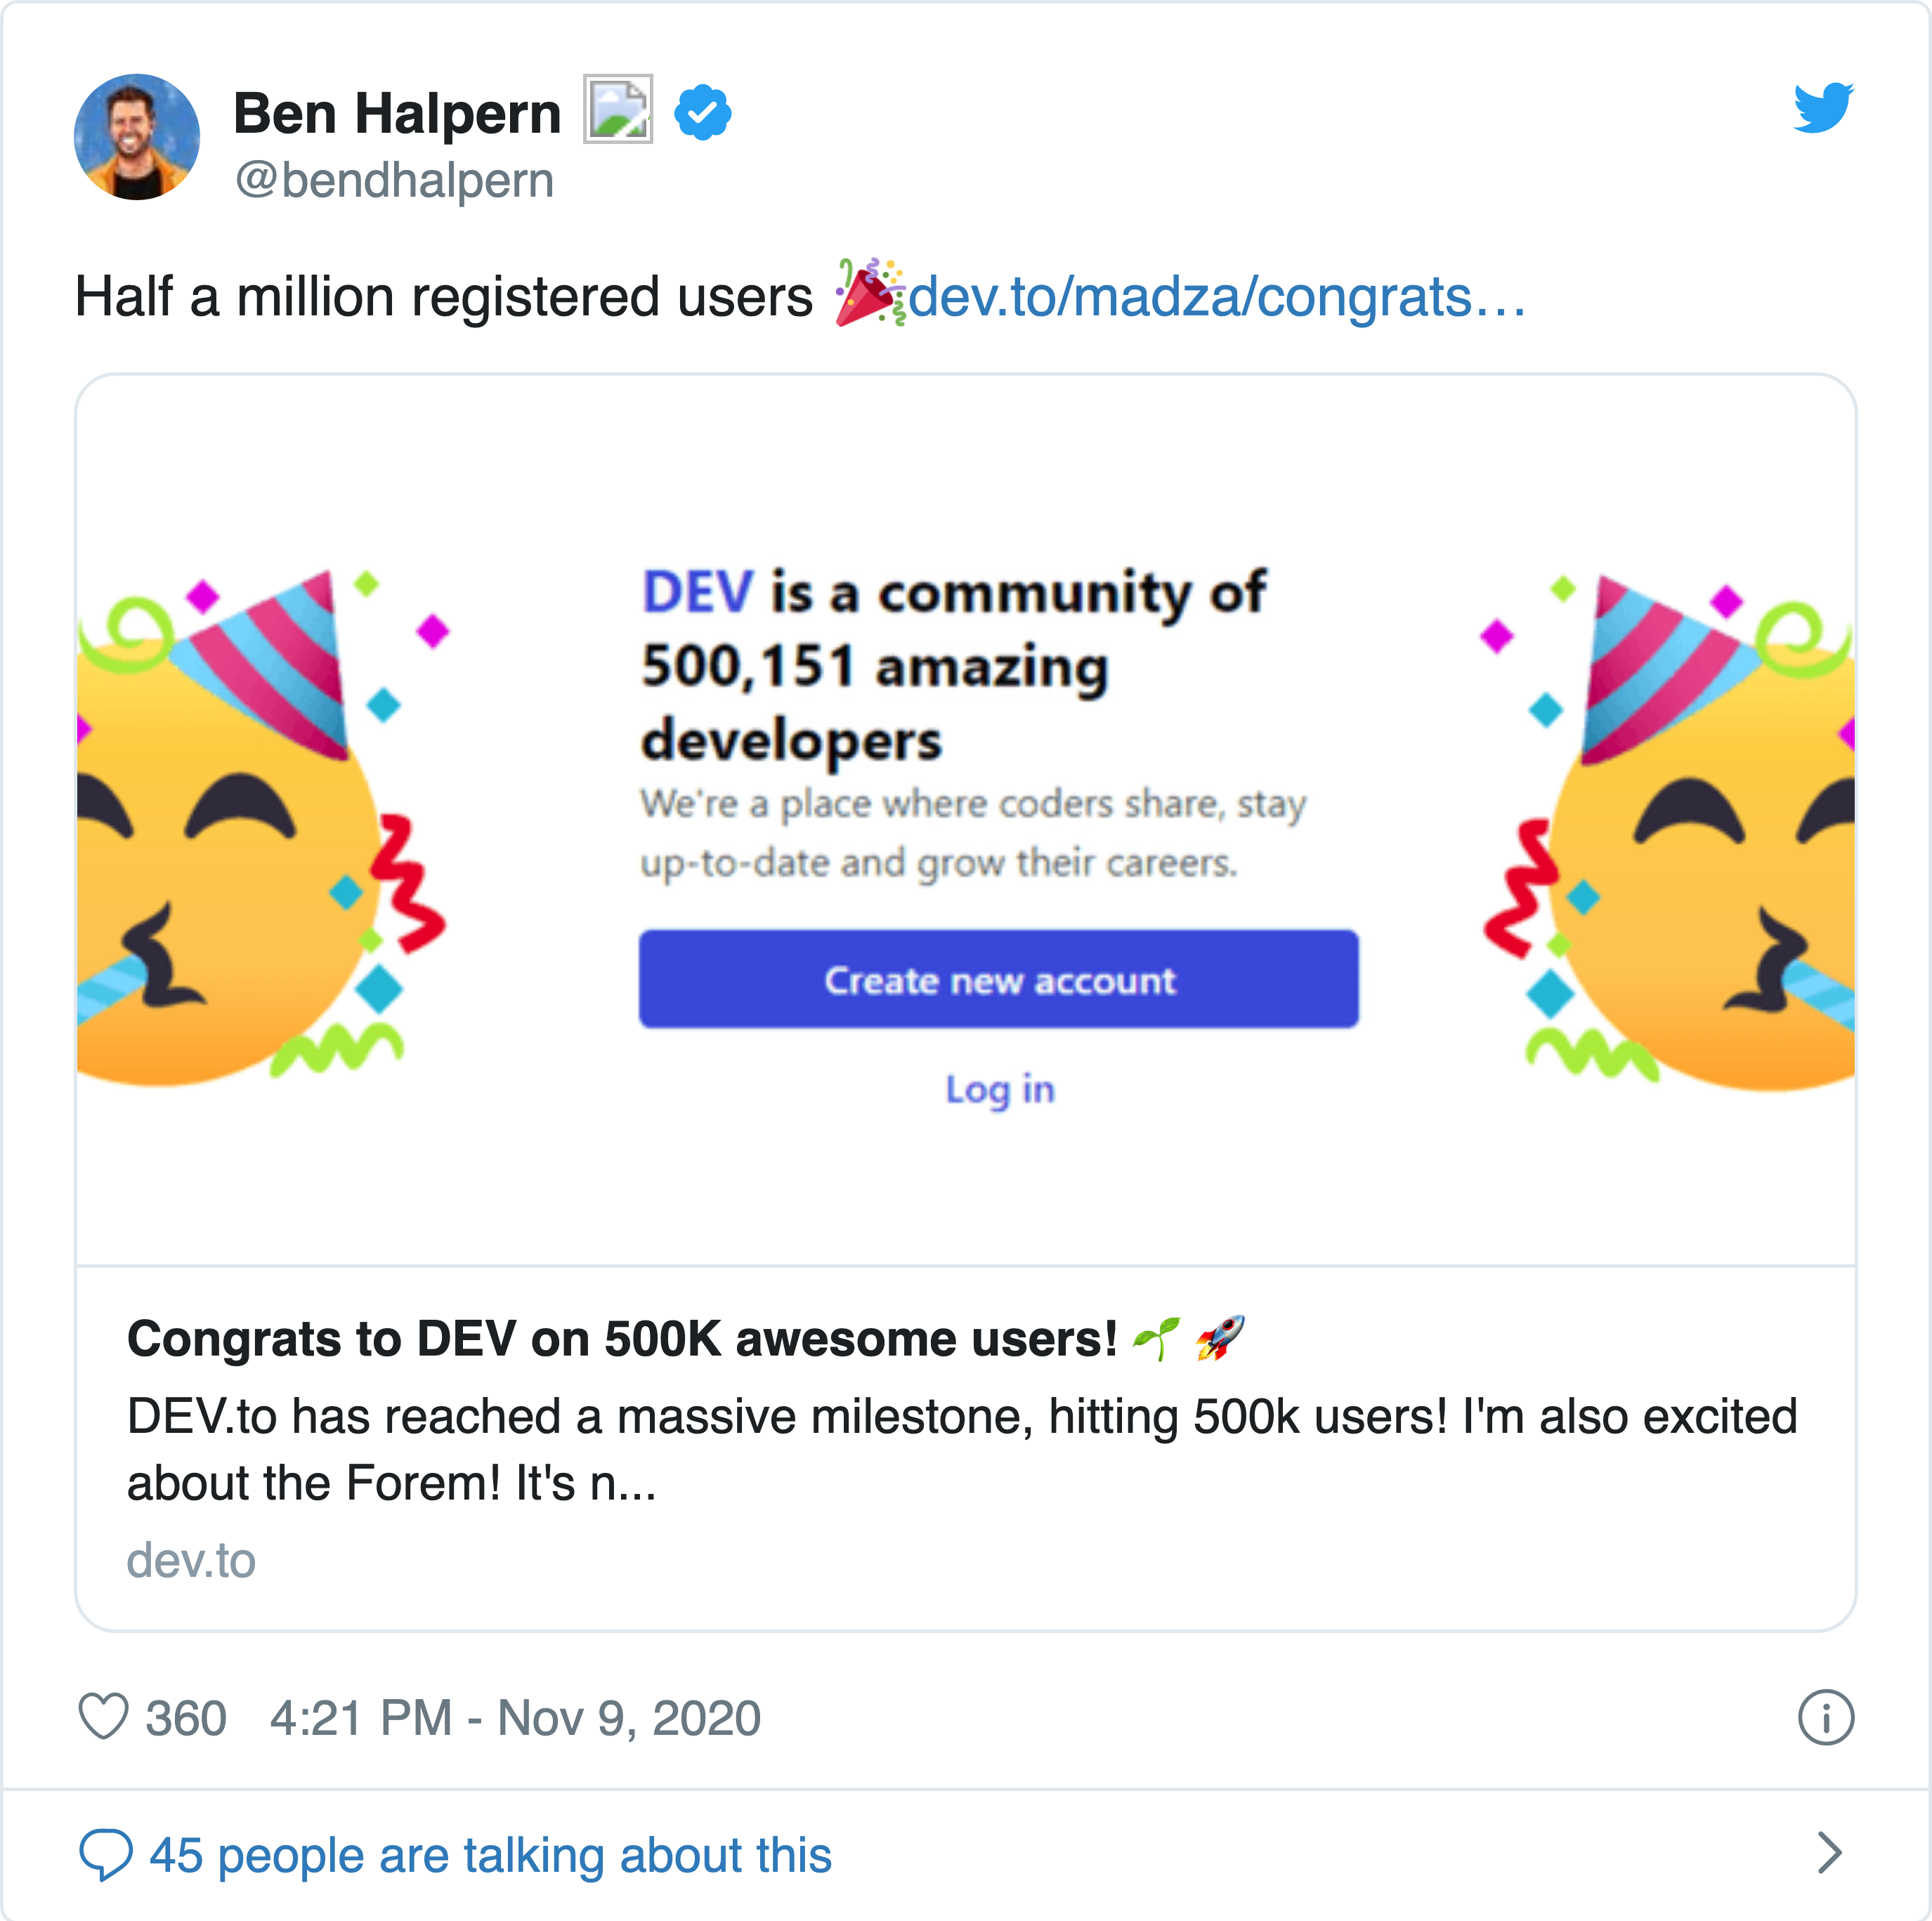 Ben Halpern
@bendhalpern
Half a million registered users 🎉dev.to/madza/congrats…
DEV is a community of
500,151 amazing
developers
We're a place where coders share, stay
up-to-date and grow their careers.
Create new account
Log in
Congrats to DEV on 500K awesome users! 🌱 🚀
DEV.to has reached a massive milestone, hitting 500k users! I'm also excited
about the Forem! It's n...
dev.to
360 4:21 PM - Nov 9, 2020
45 people are talking about this